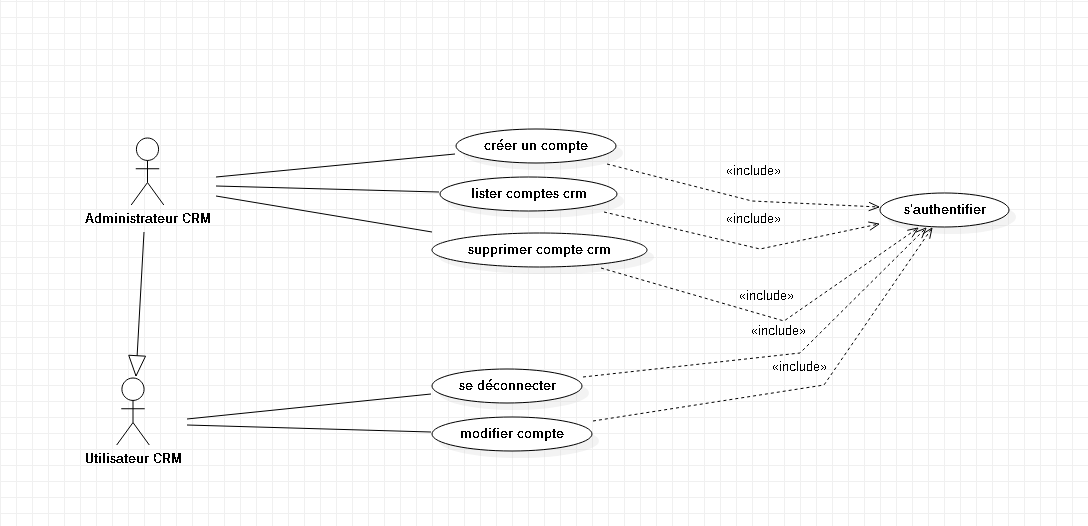 créer un compte
«include»
lister comptes crm
s'authentifier
Administrateur CRM
«include»
supprimer compte crm
«include»
«include»
«include»
se déconnecter
modifier compte
Utilisateur CRM